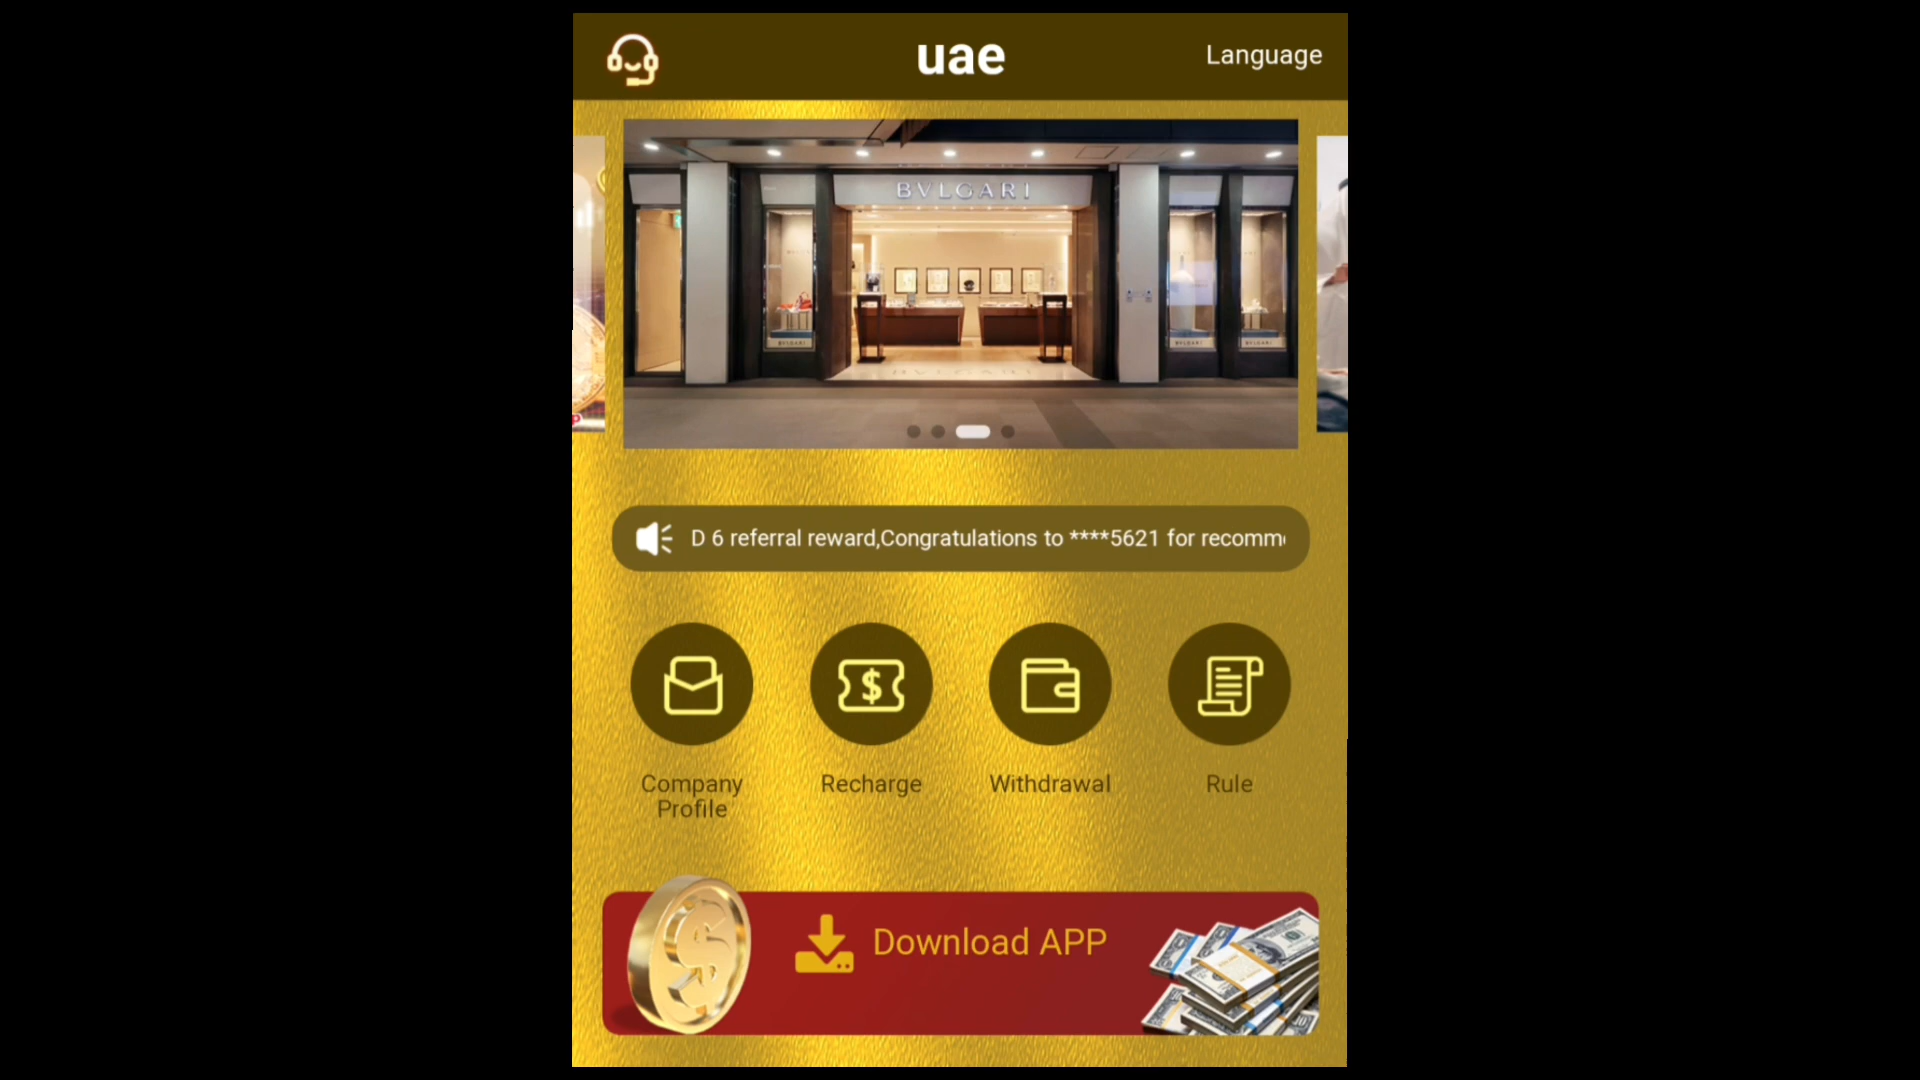 uae
Language
BVLGARI
D 6 referral reward,Congratulations to ****5621 for recomm
Company
Profile
Recharge
Withdrawal
Rule
Download APP